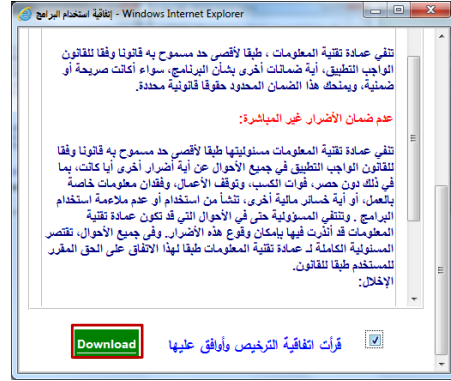 إتفاقية استخدام البرامج - Windows Internet Explorer
تنفي عمادة تقنية المعلومات ، طبقا لأقصى حد مسموح به قانونا وفقا للقانون
الواجب التطبيق، أية ضمانات أخرى بشأن البرنامج، سواء أكانت صريحة أو
ضمنية، ويمنحك هذا الضمان المحدود حقوقا قانونية محددة.
عدم ضمان الأضرار غير المباشرة:
تنفي عمادة تقنية المعلومات مسئوليتها طبقا لأقصى حد مسموح به قانونا وفقا
للقانون الواجب التطبيق في جميع الأحوال عن أية أضرار أخرى أيا كانت، بما
في ذلك دون حصر، فوات الكسب، وتوقف الأعمال، وفقدان معلومات خاصة
بالعمل، أو أية خسائر مالية أخرى، تنشأ من استخدام أو عدم ملاءمة استخدام
البرامج . وتنتفي المسؤولية حتى في الأحوال التي قد تكون عمادة تقنية
المعلومات قد أنذرت فيها بإمكان وقوع هذه الأضرار. وفى جميع الأحوال، تقتصر
المسئولية الكاملة لـ عمادة تقنية المعلومات طبقا لهذا الاتفاق على الحق المقرر
للمستخدم طبقا للقانون.
الإخلال:
قرأت اتفاقية الترخيص وأوافق عليها
Download